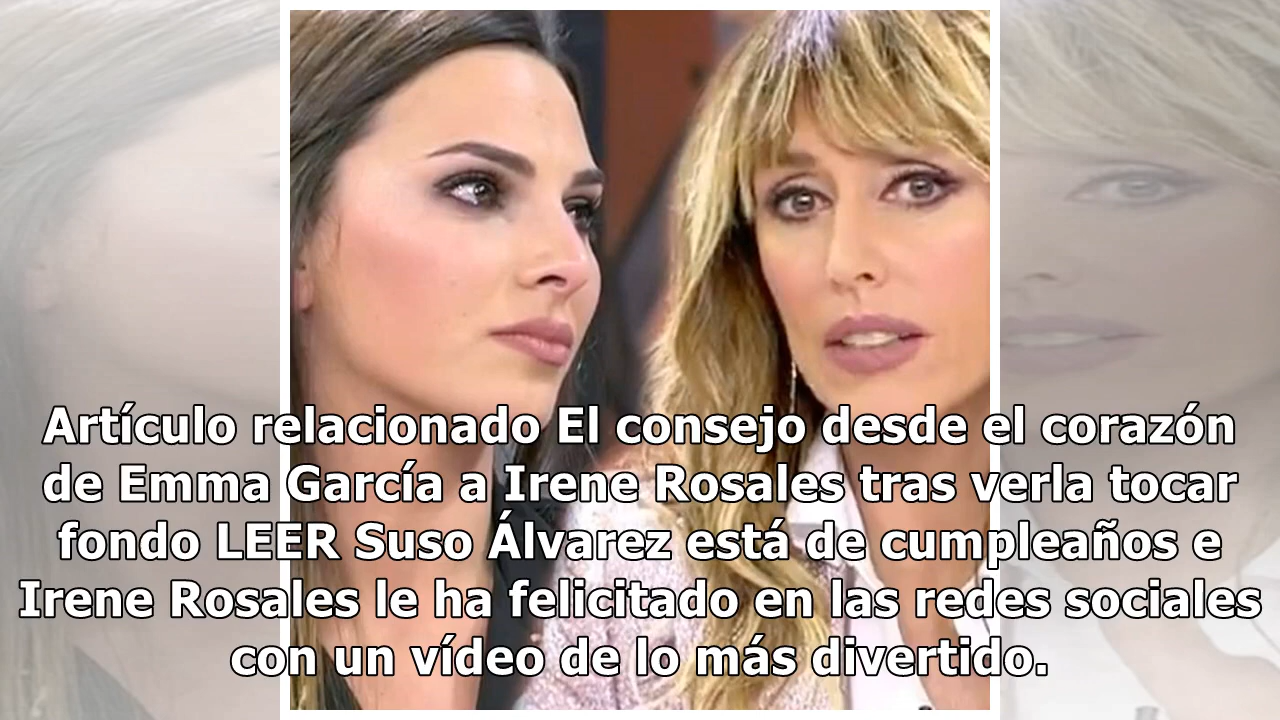 Artículo relacionado El consejo desde el corazón
de Emma García a Irene Rosales tras verla tocar
fondo LEER Suso Álvarez está de cumpleaños e
Irene Rosales le ha felicitado en las redes sociales
con un vídeo de lo más divertido.